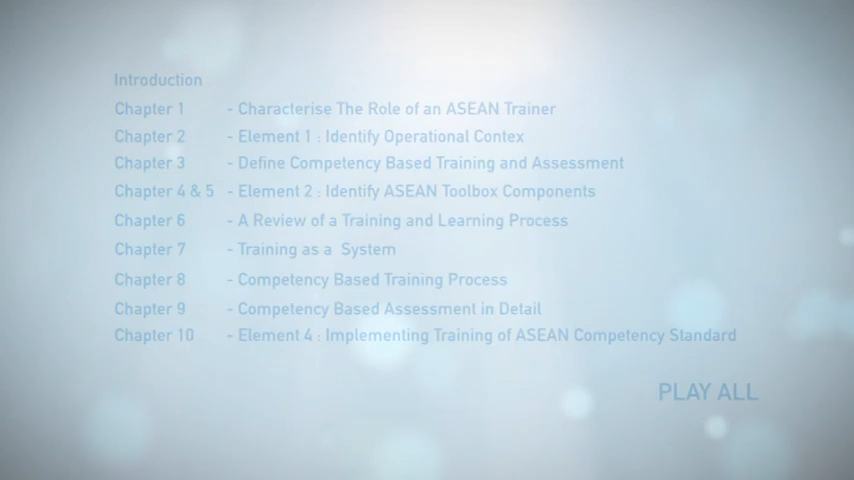 Introduction
Chapter 1 - Characterise The Role of an ASEAN Trainer
Chapter 2 - Element 1 : Identify Operational Contex
Chapter 3 - Define Competency Based Training and Assessment
Chapter 4 & 5 - Element 2 : Identify ASEAN Toolbox Components
Chapter 6 - A Review of a Training and Learning Process
Chapter 7 - Training as a System
Chapter 8 - Competency Based Training Process
Chapter 9 - Competency Based Assessment in Detail
Chapter 10 - Element 4 : Implementing Training of ASEAN Competency Standard
PLAY ALL